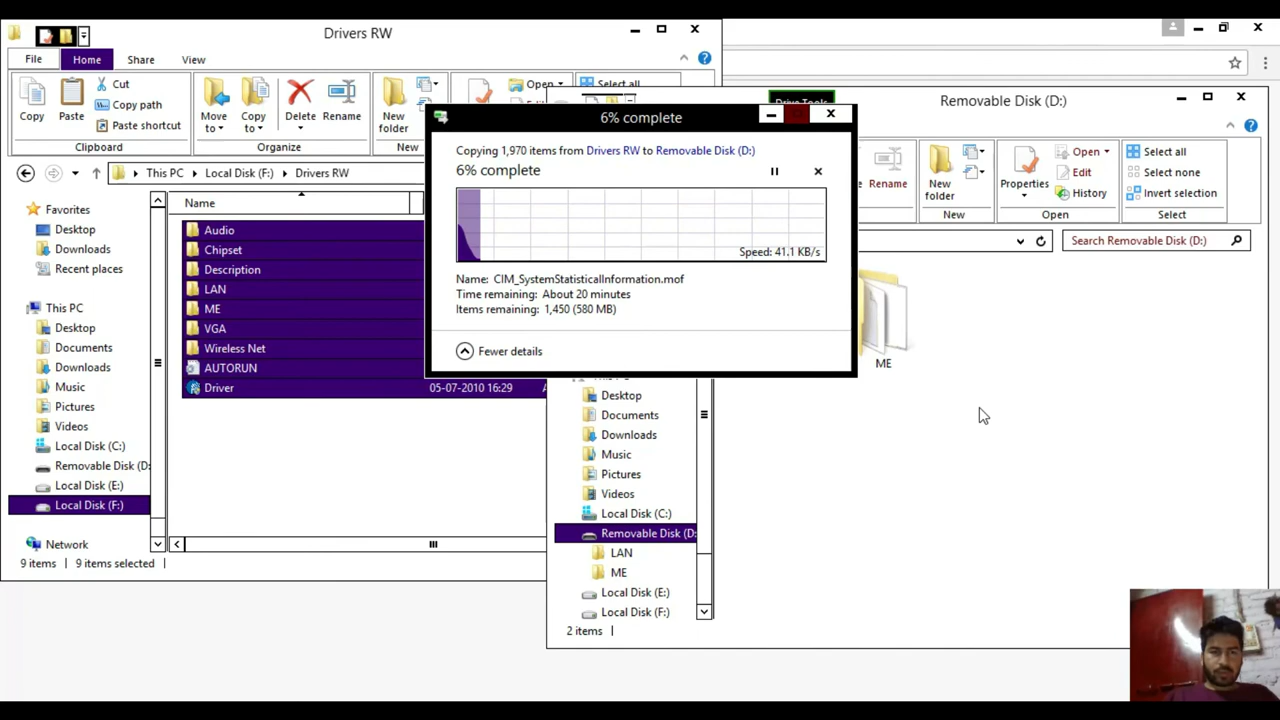 Drivers RW
File
Home
Share
View
Copy
Paste
Cut
Copy path
Paste shortcut
Clipboard
Move
to
Copy
to
Delete
Rename
Organize
New
folder
New
Open
Select all
This PC
Local Disk (F:)
Drivers RW
Favorites
Desktop
Downloads
Recent places
This PC
Desktop
Documents
Downloads
Music
Pictures
Videos
Local Disk (C:)
Removable Disk (D:
Local Disk (E:)
Local Disk (F:)
Network
Name
Audio
Chipset
Description
LAN
ME
VGA
Wireless Net
AUTORUN
Driver
05-07-2010 16:29
9 items
9 items selected
6% complete
Copying 1,970 items from Drivers RW to Removable Disk (D:)
6% complete
Speed: 41.1 KB/s
Name: CIM_SystemStatisticalInformation.mof
Time remaining: About 20 minutes
Items remaining: 1,450 (580 MB)
Fewer details
Drive Tools
Removable Disk (D:)
Rename
New
folder
New
Properties
Open
Edit
History
Open
Select all
Select none
Invert selection
Select
Search Removable Disk (D:)
ME
Desktop
Documents
Downloads
Music
Pictures
Videos
Local Disk (C:)
Removable Disk (D:
LAN
ME
Local Disk (E:)
Local Disk (F:)
2 items